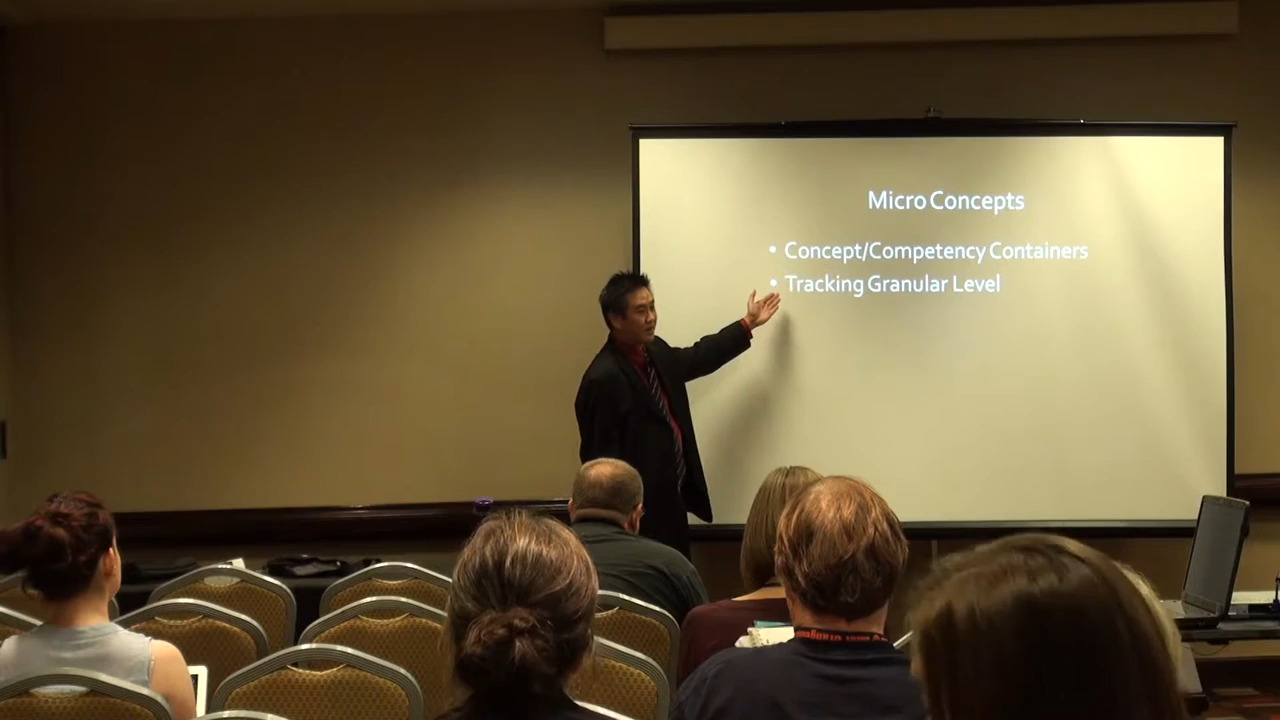 Micro Concepts
• Concept/Competency Containers
• Tracking Granular Level